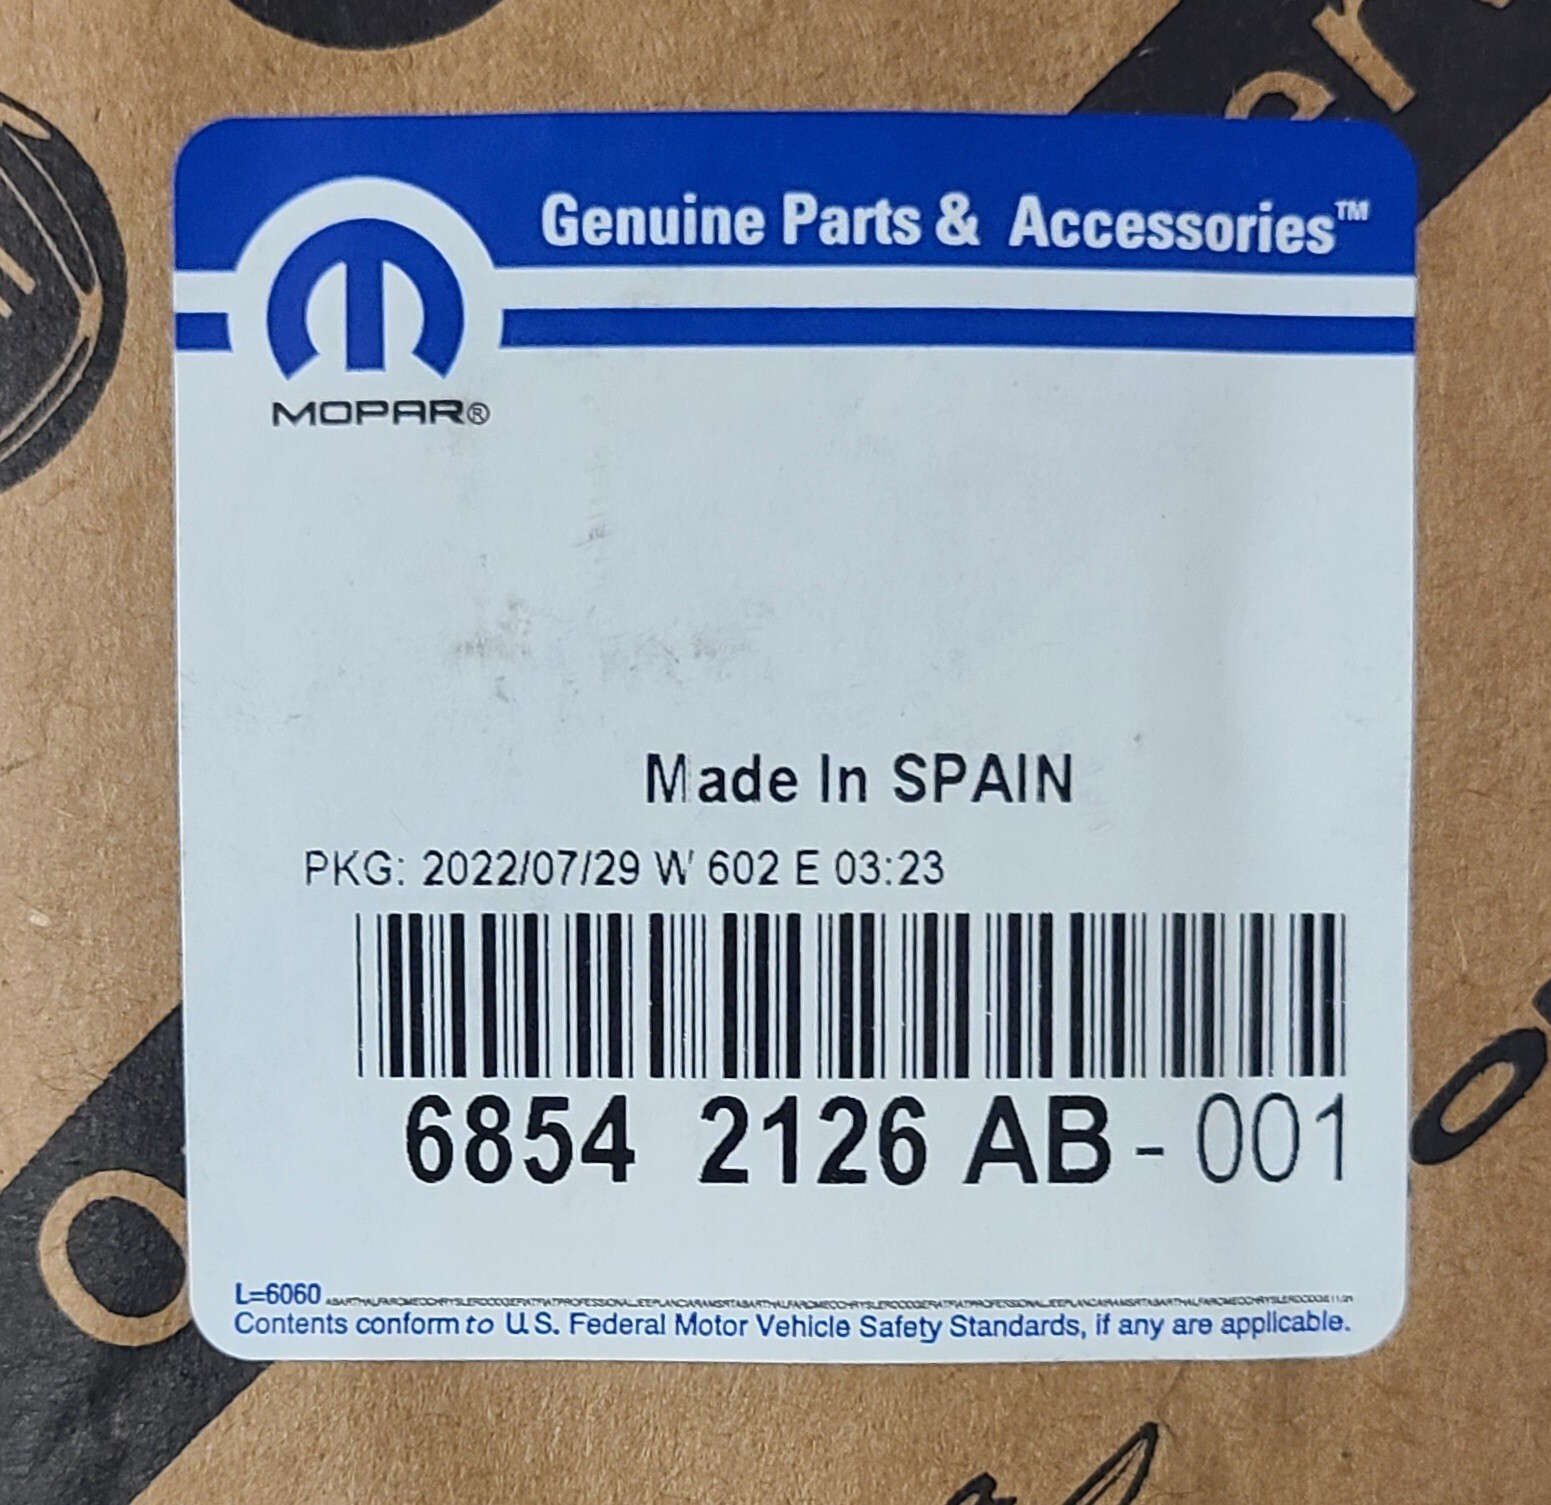 Genuine Parts & Accessories™
MOPAR®
Made In SPAIN
PKG: 2022/07/29 W 602 E 03:23
6854 2126 AB - 001
L=6060
Contents conform to U.S. Federal Motor Vehicle Safety Standards, if any are applicable.